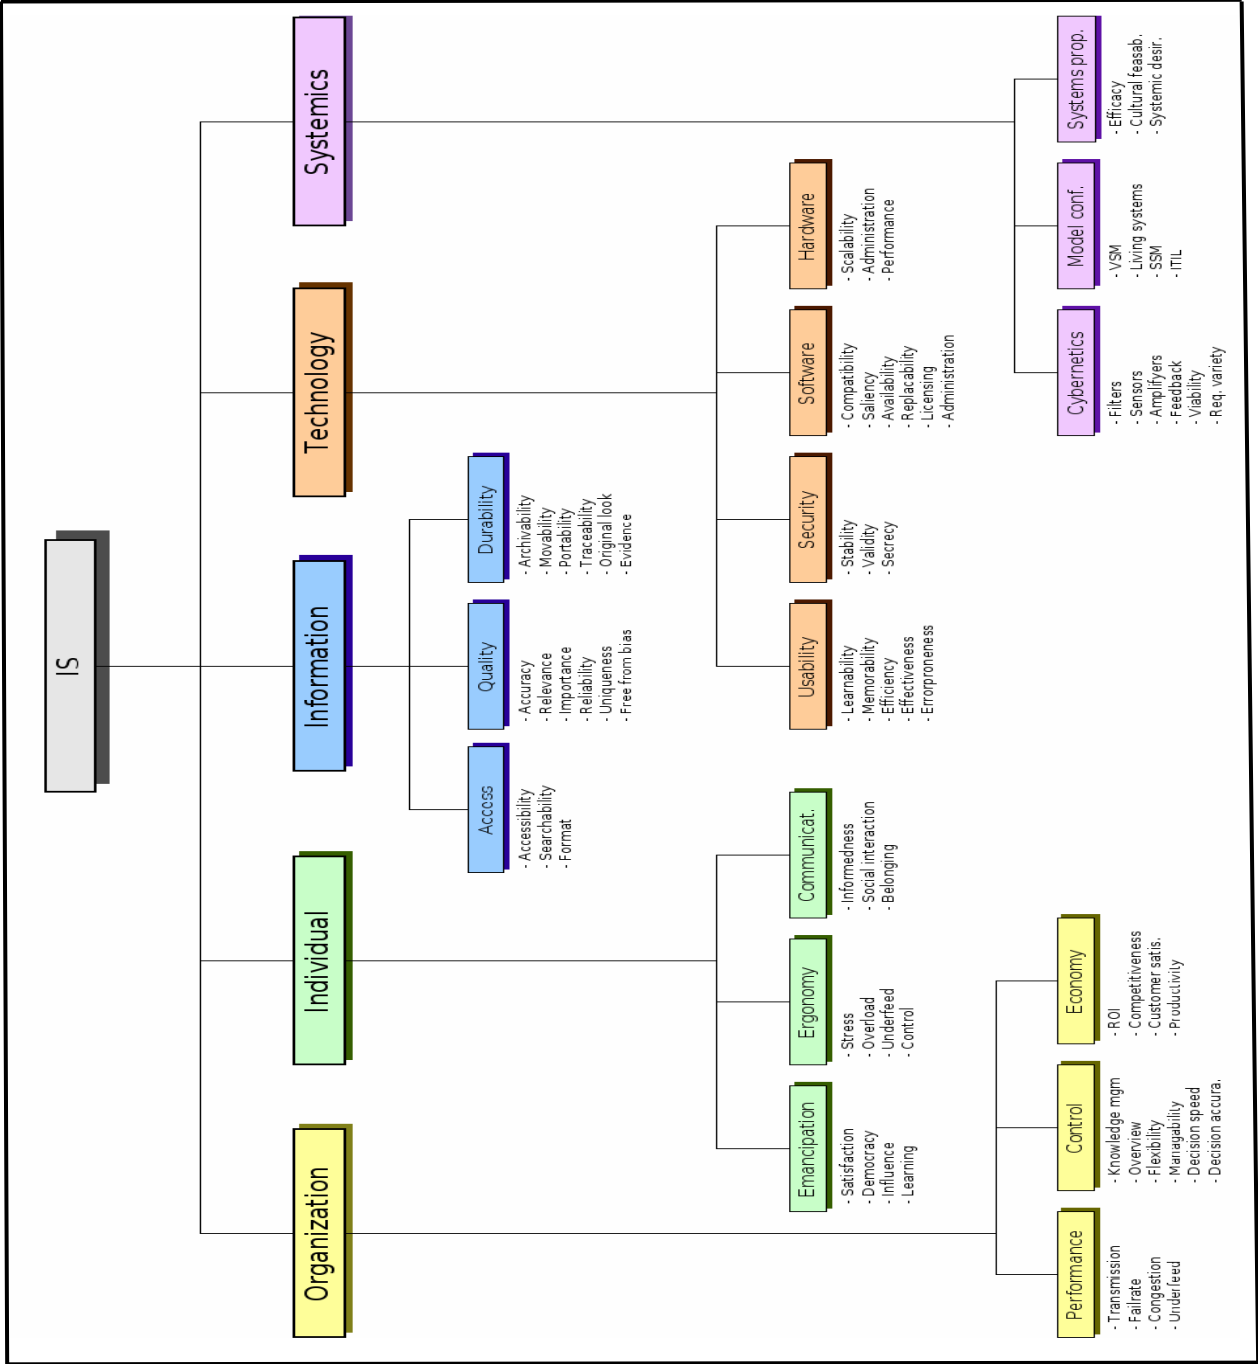 IS
Organization
Individual
Information
Technology
Systemics
Access
- Accessibility
- Searchability
- Format
Quality
- Accuracy
- Relevance
- Importance
- Reliability
- Uniqueness
- Free from bias
Durability
- Archivability
- Movability
- Portability
- Traceability
- Original look
- Evidence
Emancipation
- Satisfaction
- Democracy
- Influence
- Learning
Ergonomy
- Stress
- Overload
- Underfeed
- Control
Communicat.
- Informedness
- Social interaction
- Belonging
Usability
- Learnability
- Memorability
- Efficiency
- Effectiveness
- Errorproneness
Security
- Stability
- Validity
- Secrecy
Software
- Compatibility
- Saliency
- Availability
- Replacability
- Licensing
- Administration
Hardware
- Scalability
- Administration
- Performance
Performance
- Transmission
- Failrate
- Congestion
- Underfeed
Control
- Knowledge mgm
- Overview
- Flexibility
- Managability
- Decision speed
- Decision accura.
Economy
- ROI
- Competitiveness
- Customer satis.
- Productivity
Cybernetics
- Filters
- Sensors
- Amplifyers
- Feedback
- Viability
- Req. variety
Model conf.
- VSM
- Living systems
- SSM
- ITIL
Systems prop.
- Efficacy
- Cultural feasab.
- Systemic desir.